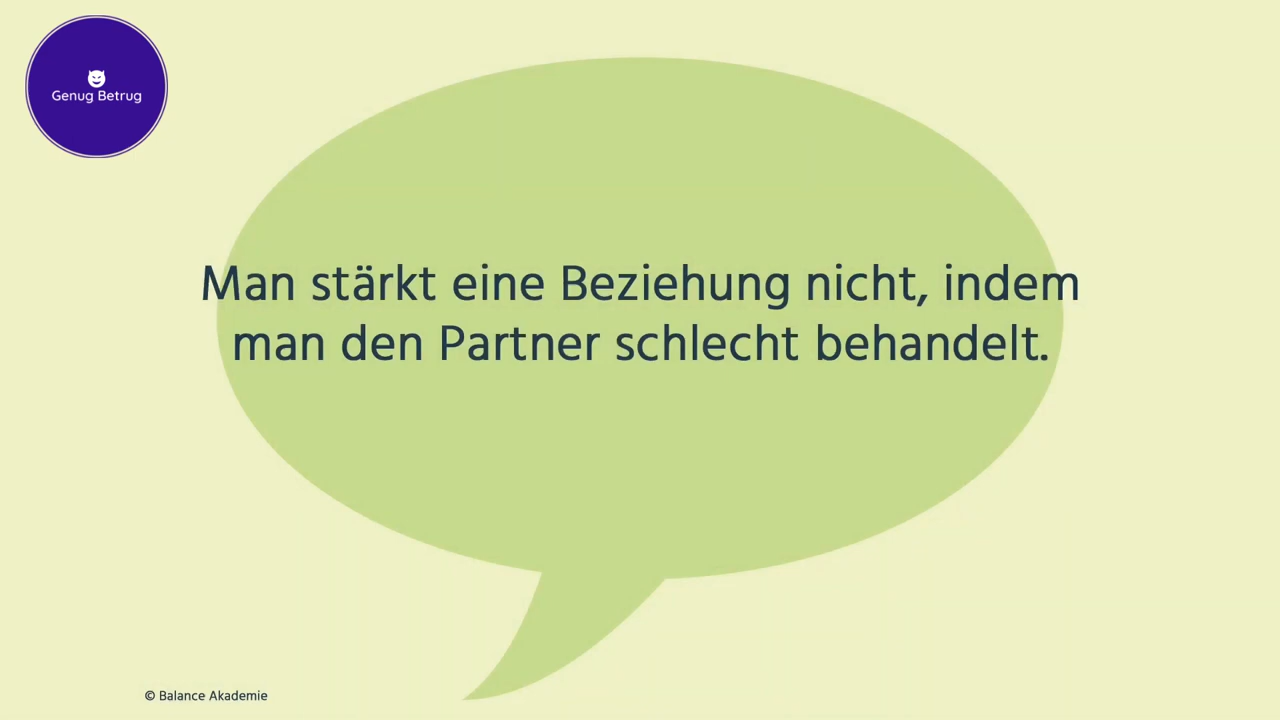 Genug Betrug
Man stärkt eine Beziehung nicht, indem
man den Partner schlecht behandelt.
© Balance Akademie